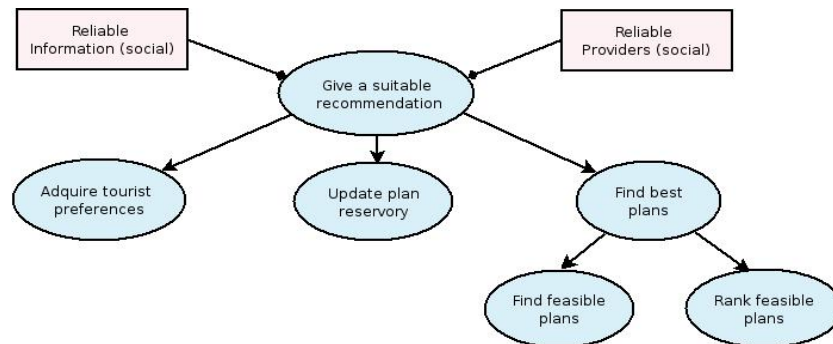 Reliable
Information (social)
Reliable
Providers (social)
Give a suitable
recommendation
Adquire tourist
preferences
Update plan
reservory
Find best
plans
Find feasible
plans
Rank feasible
plans